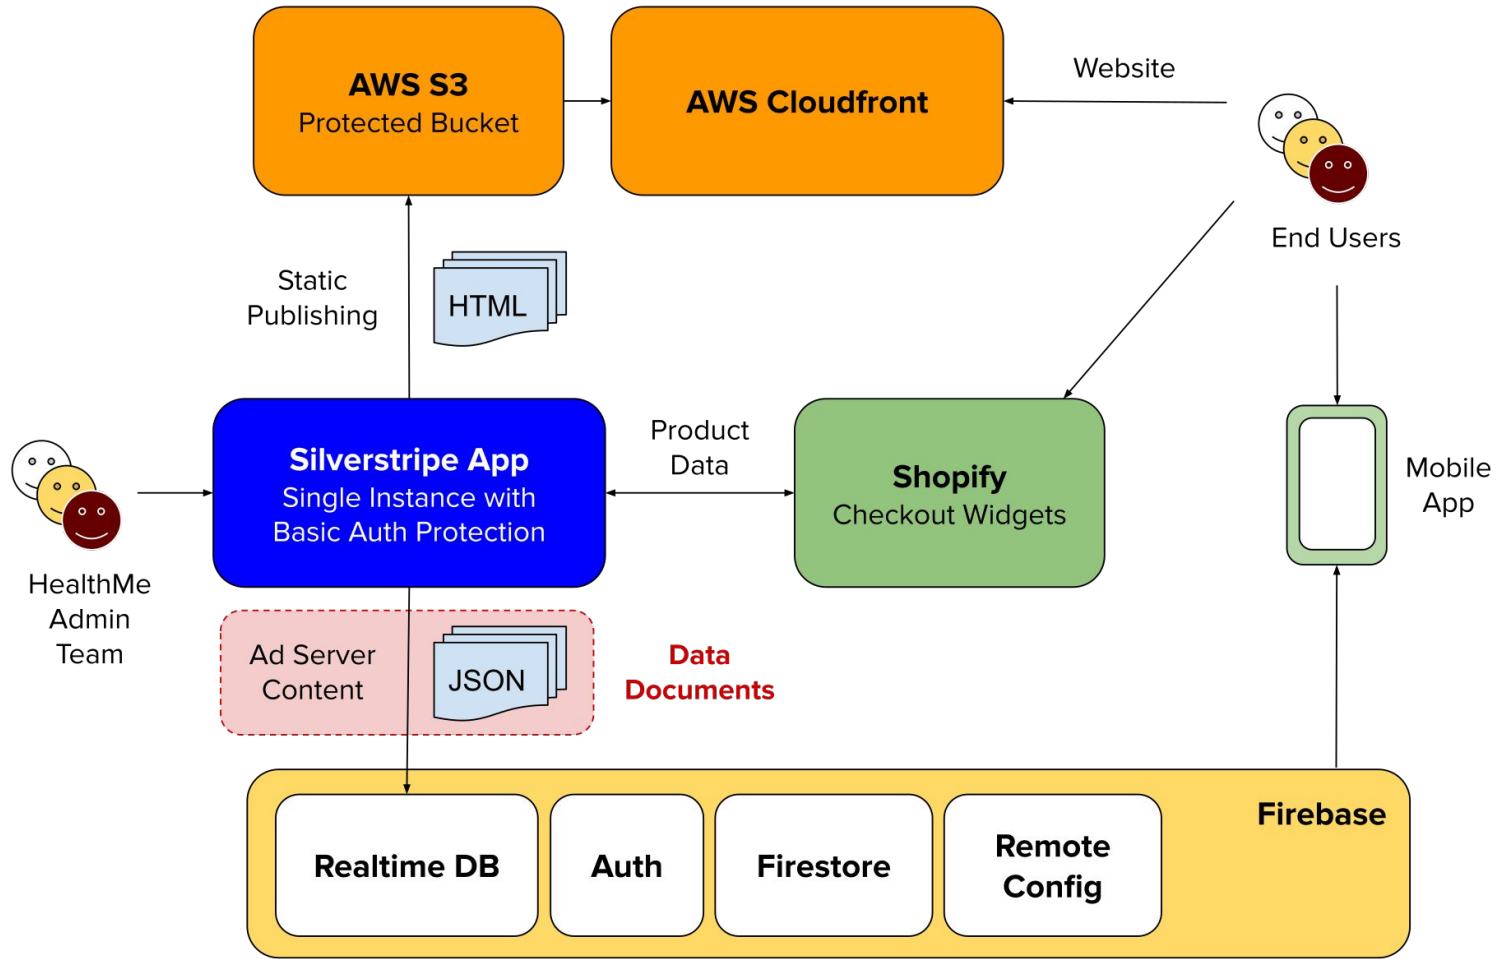 AWS S3
Protected Bucket
AWS Cloudfront
Website
End Users
Static
Publishing
HTML
Silverstripe App
Single Instance with
Basic Auth Protection
Product
Data
Shopify
Checkout Widgets
Mobile
App
HealthMe
Admin
Team
Ad Server
Content
JSON
Data
Documents
Firebase
Realtime DB
Auth
Firestore
Remote
Config